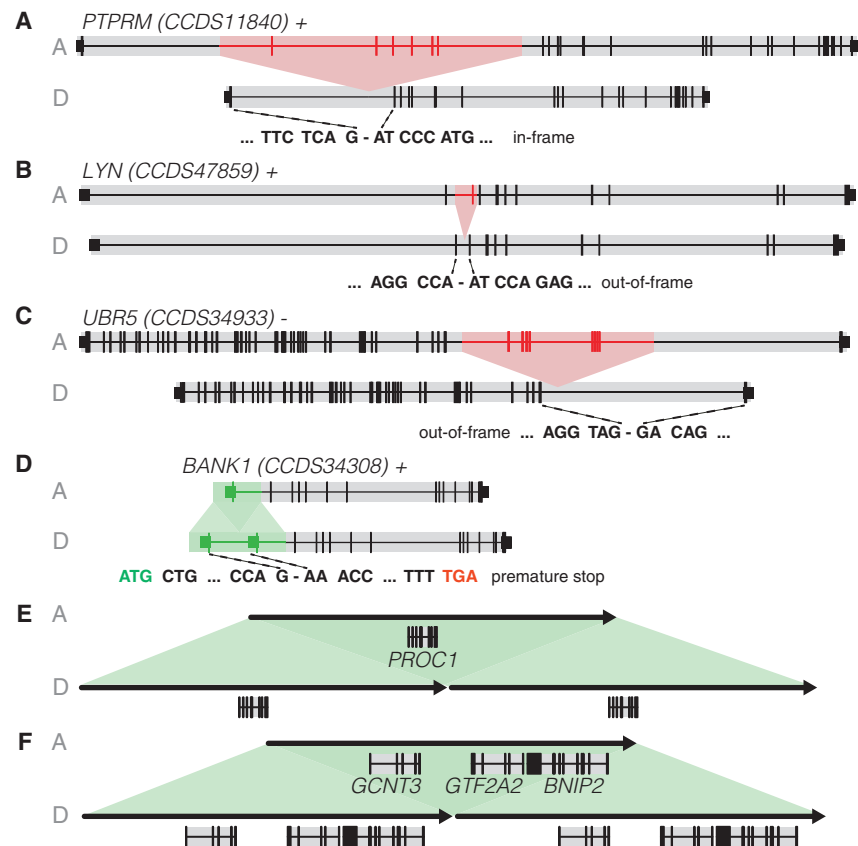 A
PTPRM (CCDS11840) +
A
D
... TTC TCA G - AT CCC ATG ... in-frame
B
LYN (CCDS47859) +
A
D
... AGG CCA - AT CCA GAG ... out-of-frame
C
UBR5 (CCDS34933) -
A
D
out-of-frame ... AGG TAG - GA CAG ...
D
BANK1 (CCDS34308) +
A
D
ATG CTG ... CCA G - AA ACC ... TTT TGA premature stop
E
A
PROC1
D
F
A
GCNT3 GTF2A2 BNIP2
D